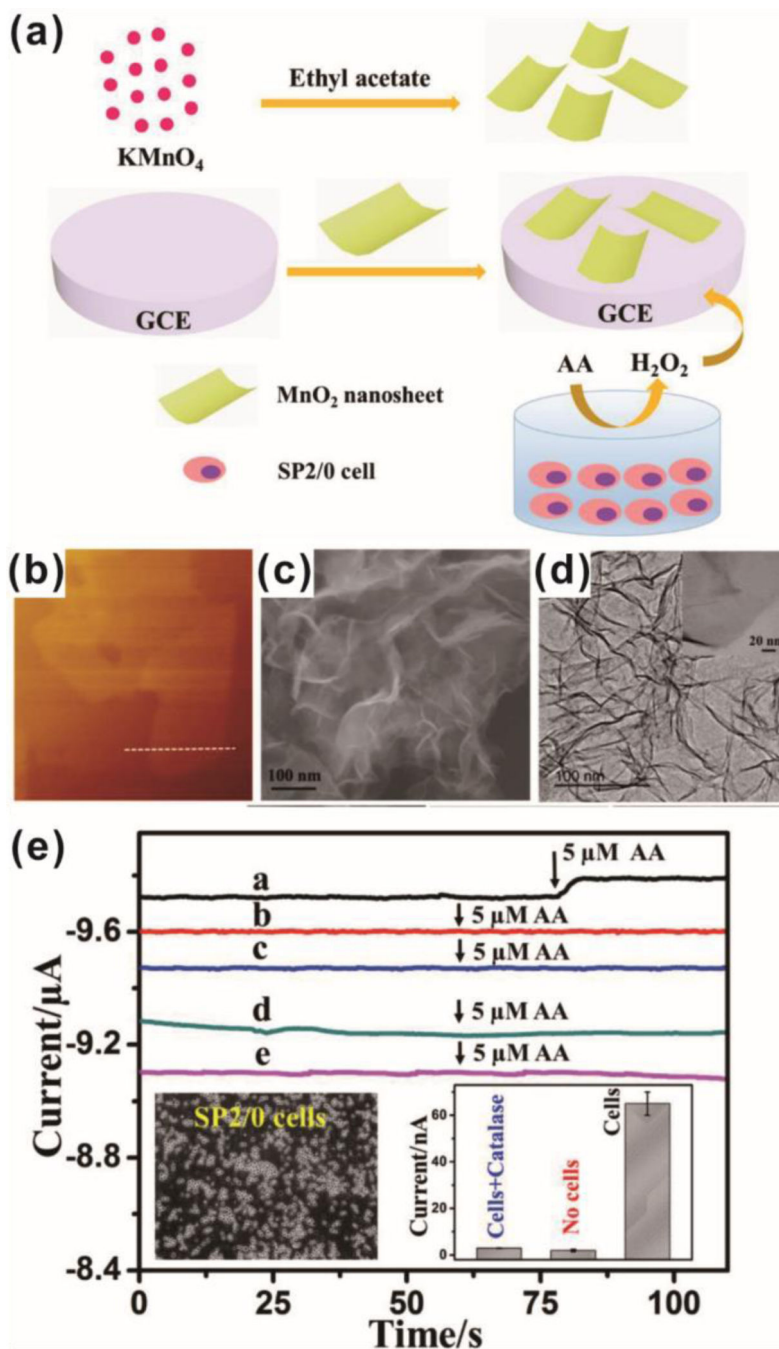 (a)
KMnO₄
Ethyl acetate
GCE
GCE
MnO₂ nanosheet
SP2/0 cell
AA
H₂O₂
(b)
(c)
100 nm
(d)
20 nm
100 nm
(e)
Current/µA
-9.6
-9.2
-8.8
-8.4
a
5 µM AA
b
5 µM AA
c
5 µM AA
d
5 µM AA
e
5 µM AA
SP2/0 cells
Current/nA
60
40
20
0
Cells+Catalase
No cells
Cells
0
25
50
75
100
Time/s